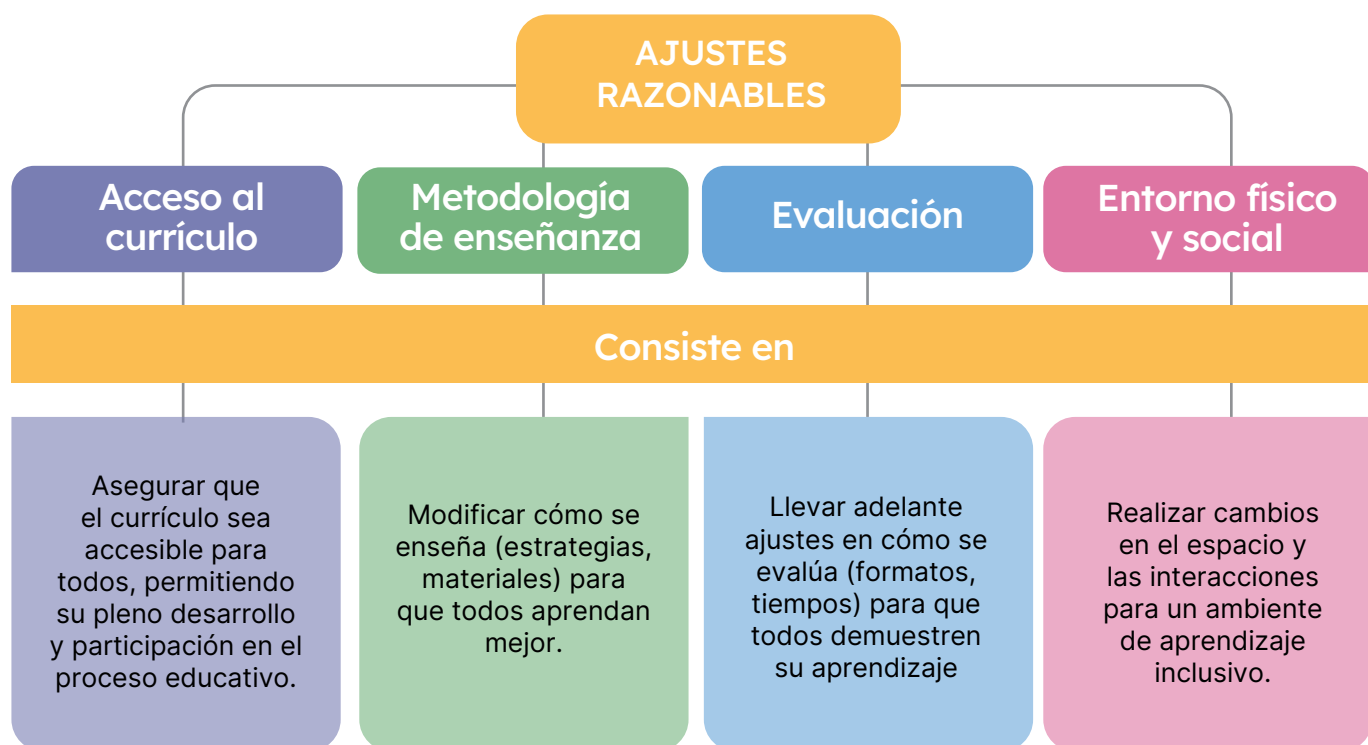 AJUSTES
RAZONABLES
Acceso al
currículo
Metodología
de enseñanza
Evaluación
Entorno físico
y social
Consiste en
Asegurar que
el currículo sea
accesible para
todos, permitiendo
su pleno desarrollo
y participación en el
proceso educativo.
Modificar cómo se
enseña (estrategias,
materiales) para
que todos aprendan
mejor.
Llevar adelante
ajustes en cómo se
evalúa (formatos,
tiempos) para que
todos demuestren
su aprendizaje
Realizar cambios
en el espacio y
las interacciones
para un ambiente
de aprendizaje
inclusivo.